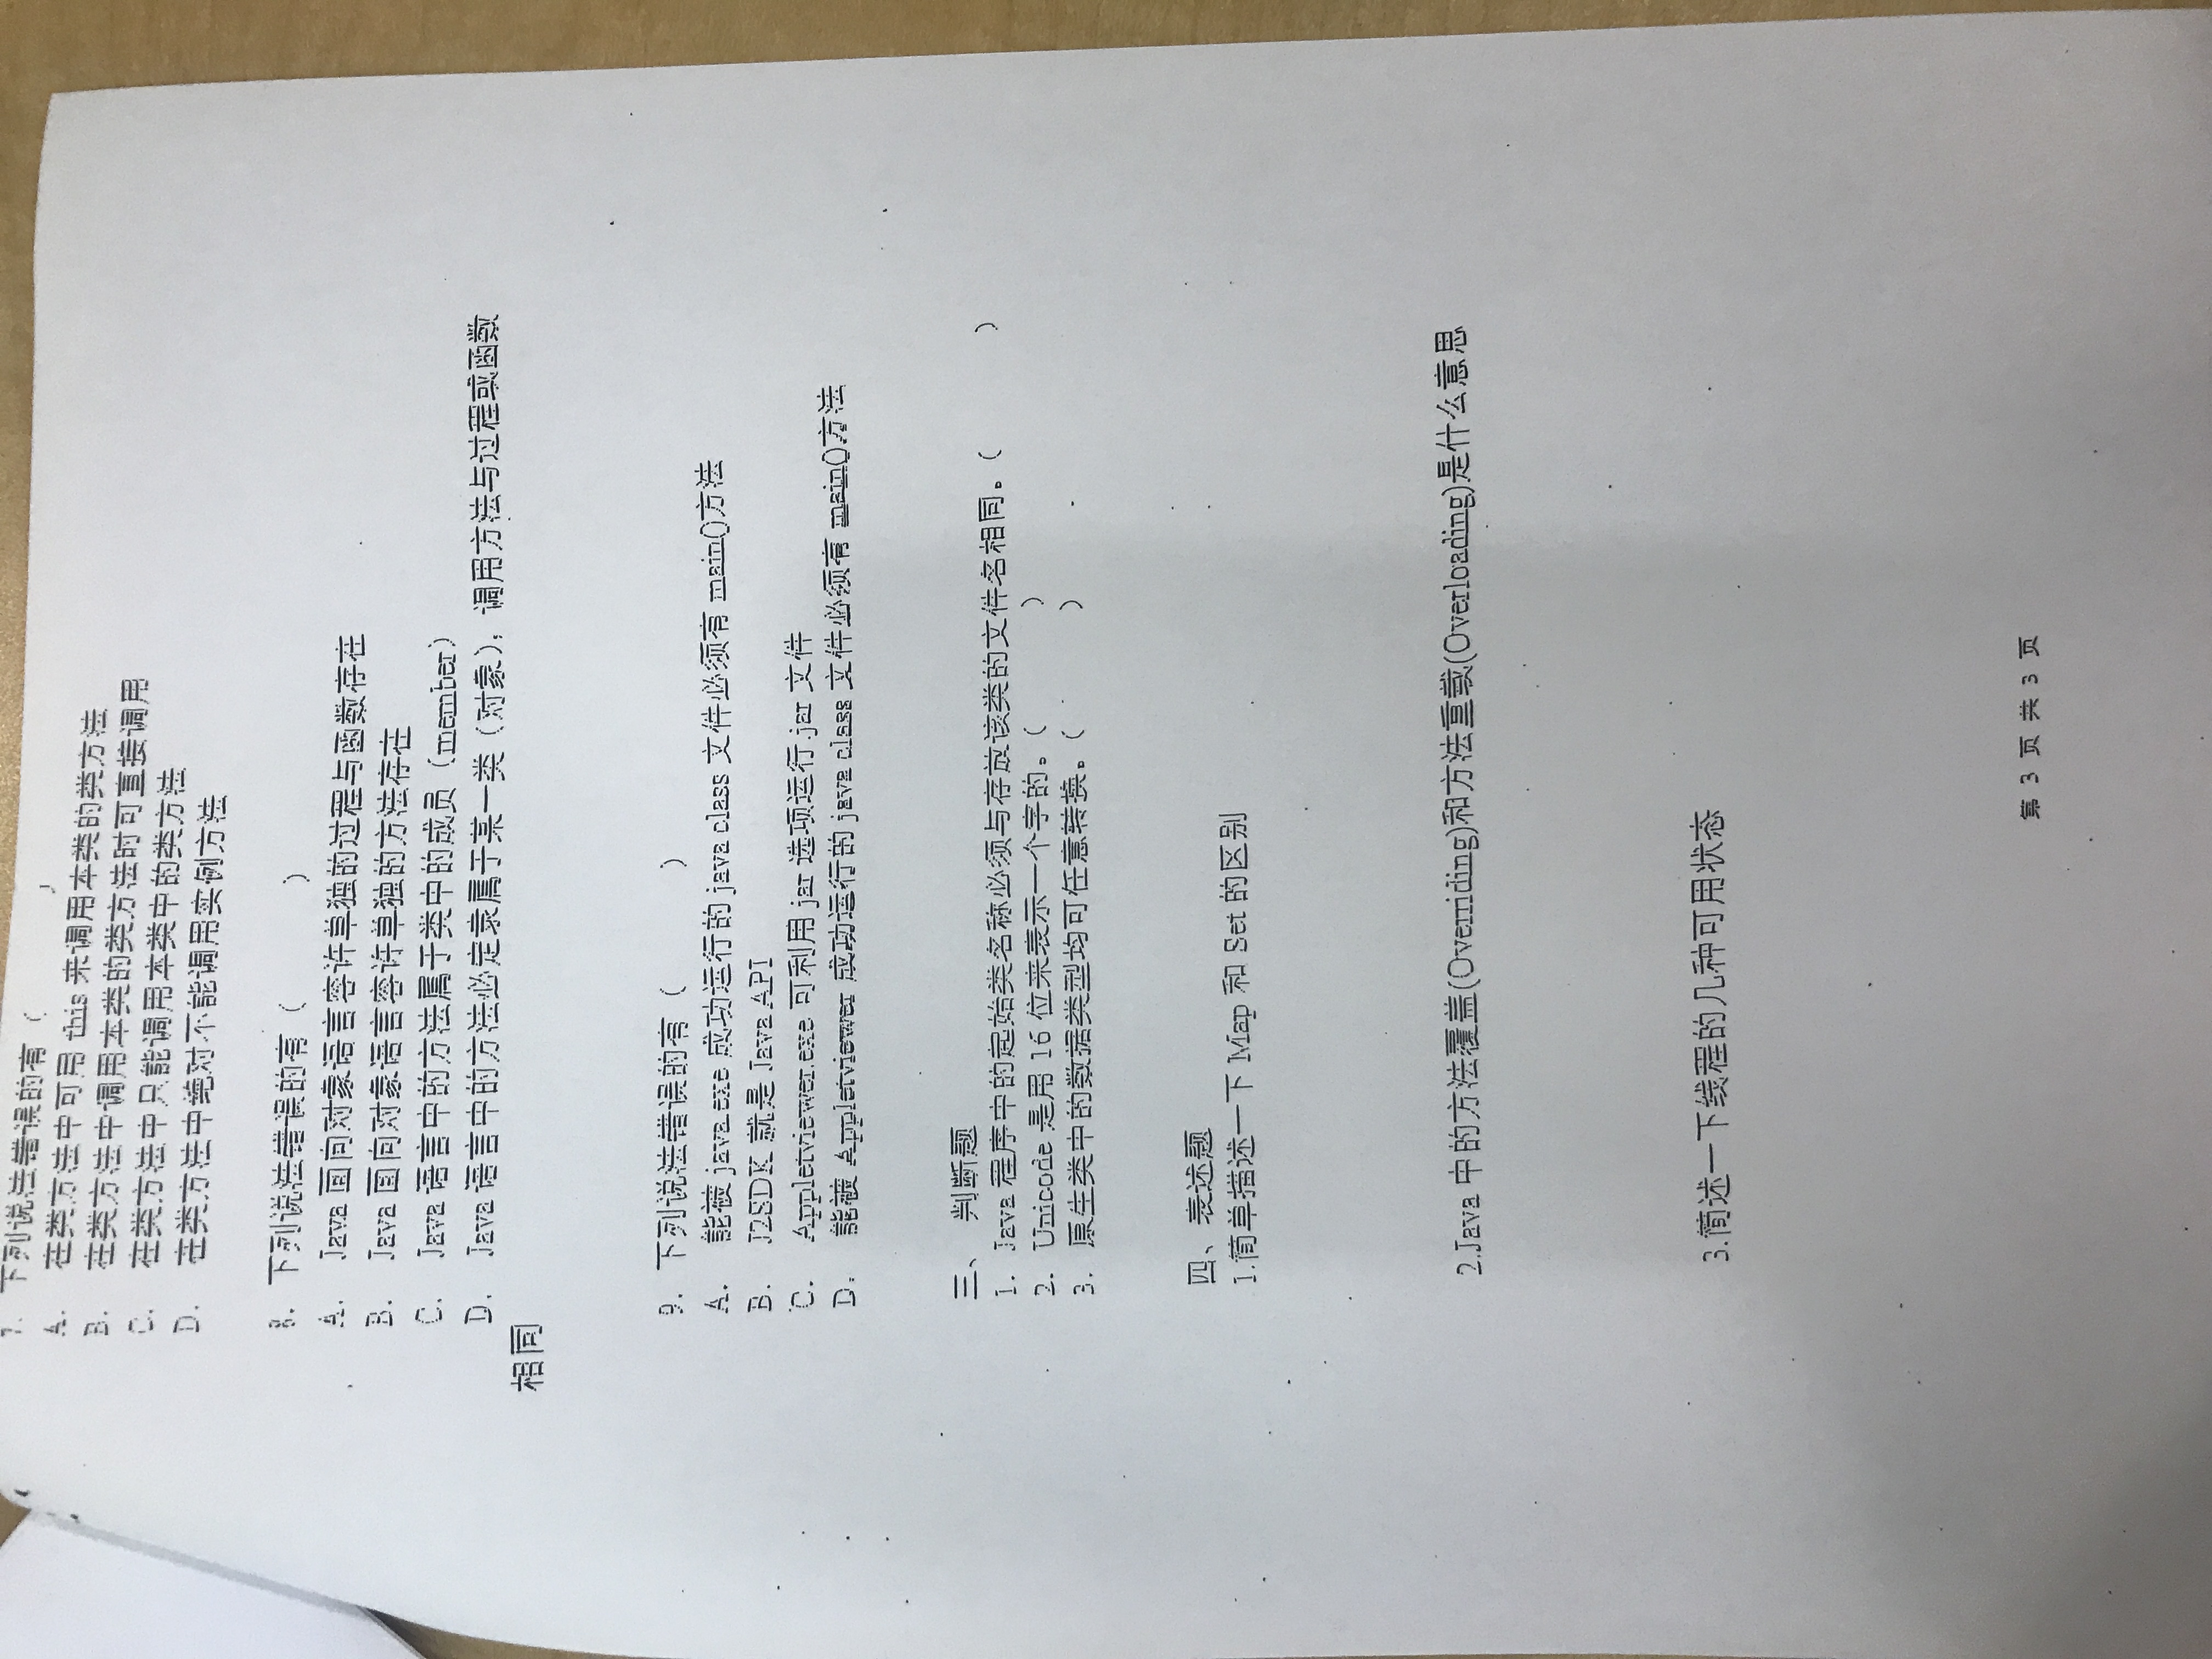 7. 下列说法错误的有（ ）
A. 在类方法中可用 this 来调用本类的类方法
B. 在类方法中调用本类的类方法时可直接调用
C. 在类方法中只能调用本类中的类方法
D. 在类方法中绝对不能调用实例方法
8. 下列说法错误的有（ ）
A. Java 面向对象语言容许单独的过程与函数存在
B. Java 面向对象语言容许单独的方法存在
C. Java 语言中的方法属于类中的成员（member）
D. Java 语言中的方法必定隶属于某一类（对象），调用方法与过程或函数
相同
9. 下列说法错误的有（ ）
A. 能被 java.exe 成功运行的 java class 文件必须有 main()方法
B. J2SDK 就是 Java API
C. Appletviewer.exe 可利用 jar 选项运行.jar 文件
D. 能被 Appletviewer 成功运行的 java class 文件必须有 main()方法
三、 判断题
1. Java 程序中的起始类名称必须与存放该类的文件名相同。（ ）
2. Unicode 是用 16 位来表示一个字的。（ ）
3. 原生类中的数据类型均可任意转换。（ ）
四、表述题
1.简单描述一下 Map 和 Set 的区别
2.Java 中的方法覆盖(Overriding)和方法重载(Overloading)是什么意思
3.简述一下线程的几种可用状态
第 3 页 共 3 页